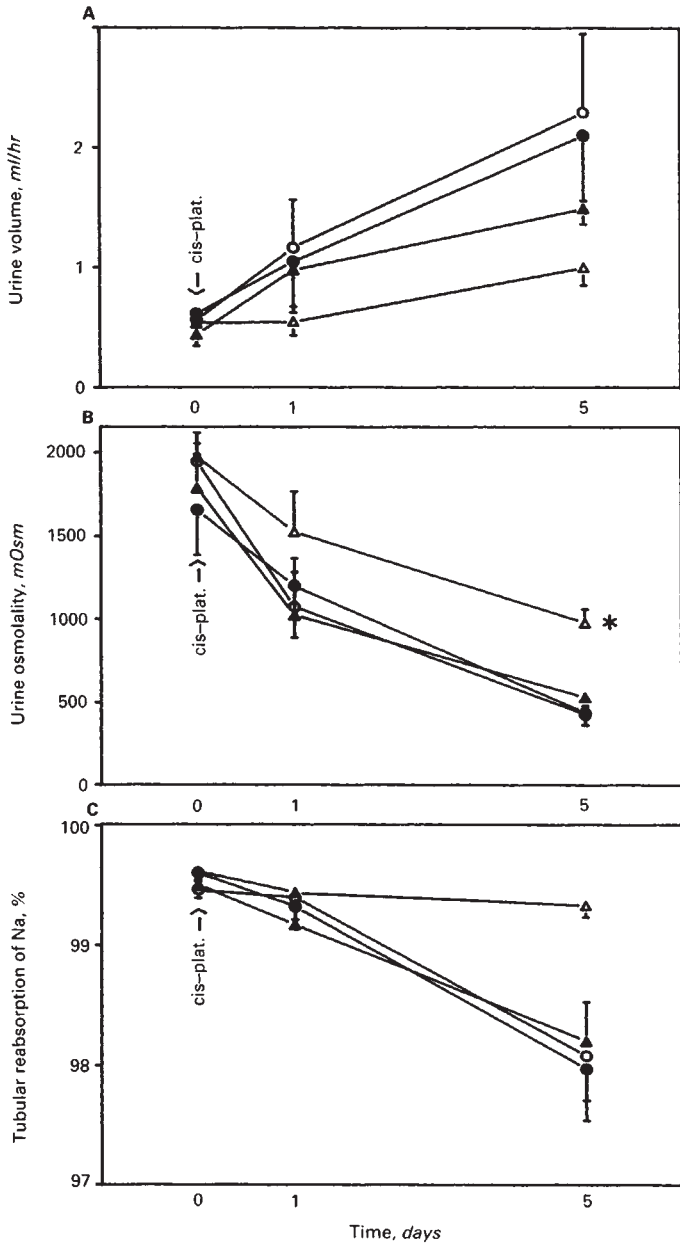 A
Urine volume, ml/hr
2
1
0
cis–plat.
0 1 5
B
Urine osmolality, mOsm
2000
1500
1000
500
0
cis–plat.
*
0 1 5
C
Tubular reabsorption of Na, %
100
99
98
97
cis–plat.
0 1 5
Time, days